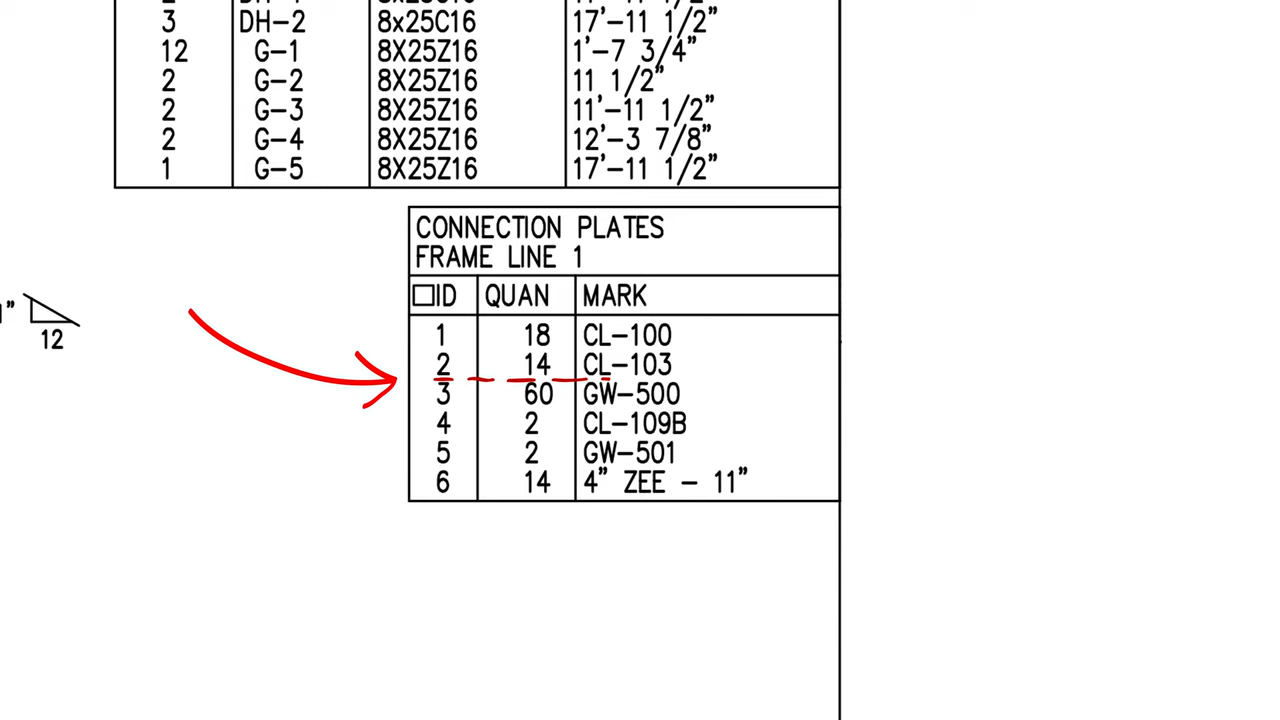 3 DH-2 8x25C16 17'-11 1/2"
12 G-1 8X25Z16 1'-7 3/4"
2 G-2 8X25Z16 11 1/2"
2 G-3 8X25Z16 11'-11 1/2"
2 G-4 8X25Z16 12'-3 7/8"
1 G-5 8X25Z16 17'-11 1/2"
CONNECTION PLATES
FRAME LINE 1
□ID QUAN MARK
1 18 CL-100
2 14 CL-103
3 60 GW-500
4 2 CL-109B
5 2 GW-501
6 14 4" ZEE - 11"
12